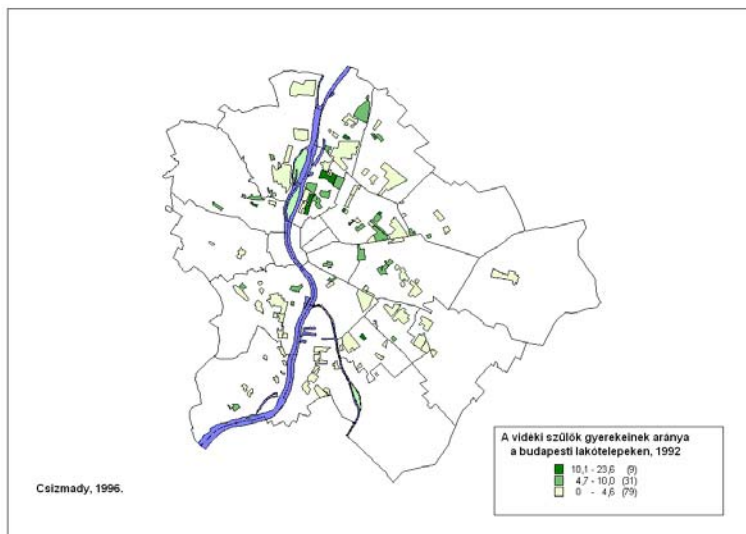 A vidéki szülők gyerekeinek aránya
a budapesti lakótelepeken, 1992
10,1 - 23,6 (9)
4,7 - 10,0 (31)
0 - 4,6 (79)
Csizmady, 1996.